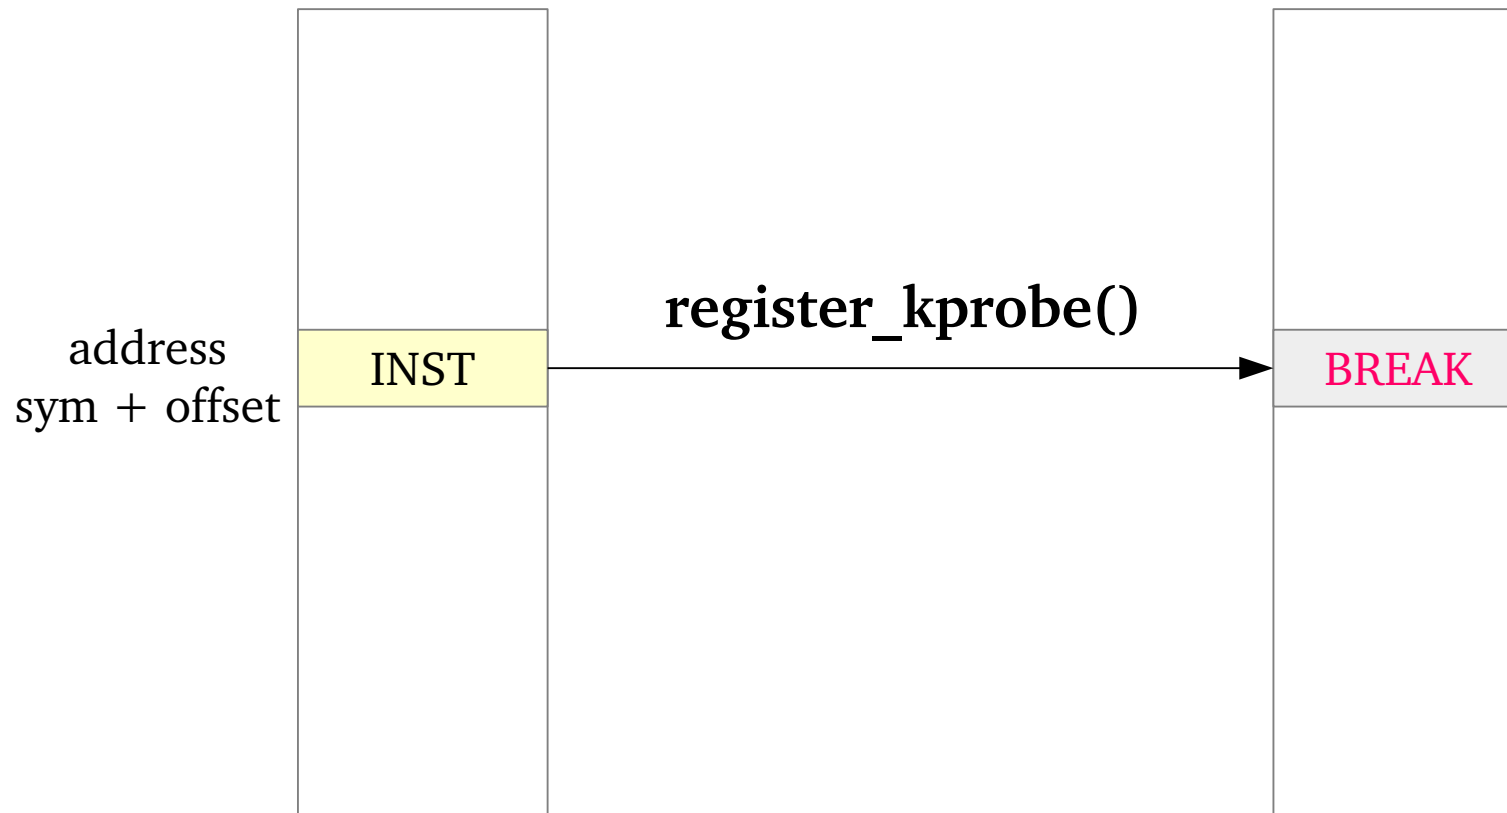 register_kprobe()
address
sym + offset
INST
BREAK